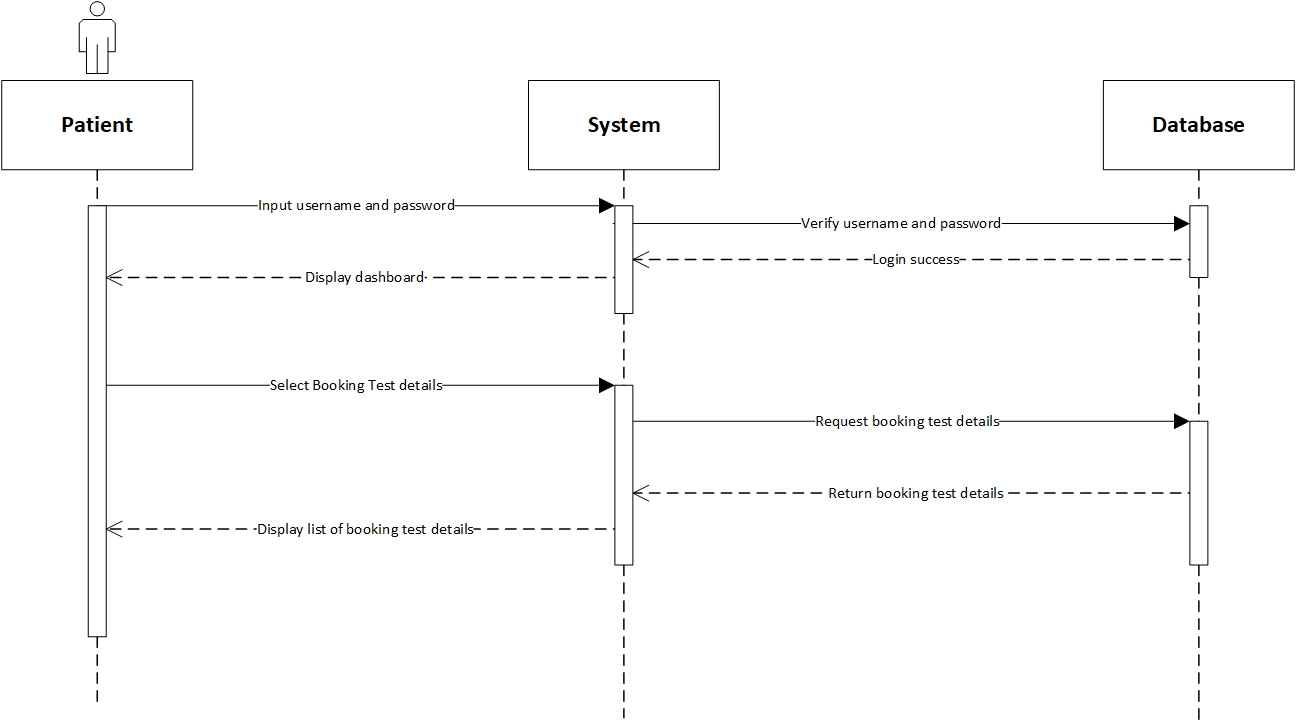 Patient
System
Database
Input username and password
Verify username and password
Login success
Display dashboard
Select Booking Test details
Request booking test details
Return booking test details
Display list of booking test details